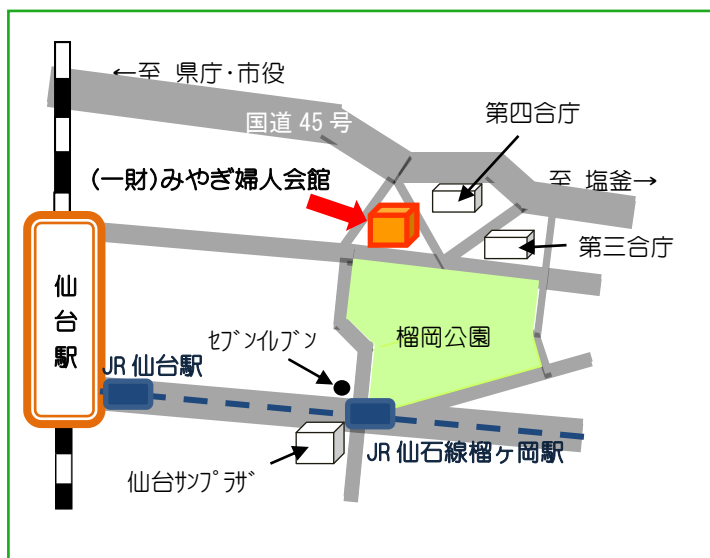 ←至 県庁・市役
国道 45 号
第四合庁
(一財)みやぎ婦人会館
至 塩釜→
第三合庁
仙台駅
セブンイレブン
榴岡公園
JR 仙台駅
JR 仙石線榴ヶ岡駅
仙台サンプラザ